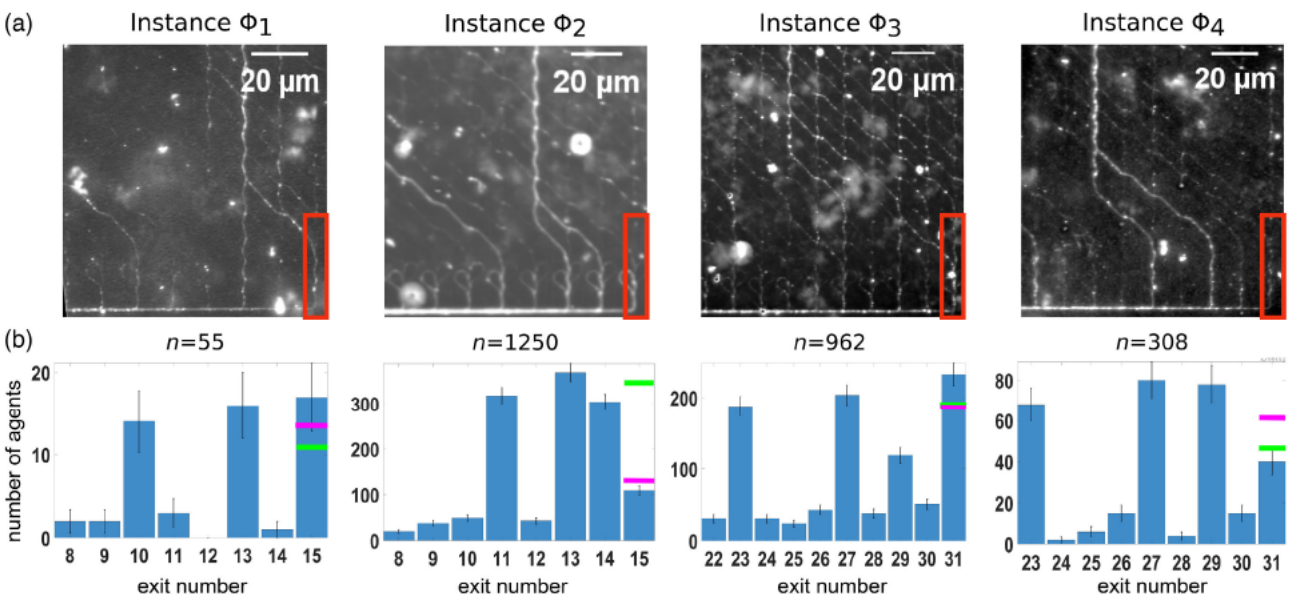 (a)
Instance Φ1
Instance Φ2
Instance Φ3
Instance Φ4
20 µm
20 µm
20 µm
20 µm
(b)
n=55
n=1250
n=962
n=308
number of agents
20
10
0
8 9 10 11 12 13 14 15
exit number
300
200
100
0
8 9 10 11 12 13 14 15
exit number
200
100
0
22 23 24 25 26 27 28 29 30 31
exit number
80
60
40
20
0
23 24 25 26 27 28 29 30 31
exit number